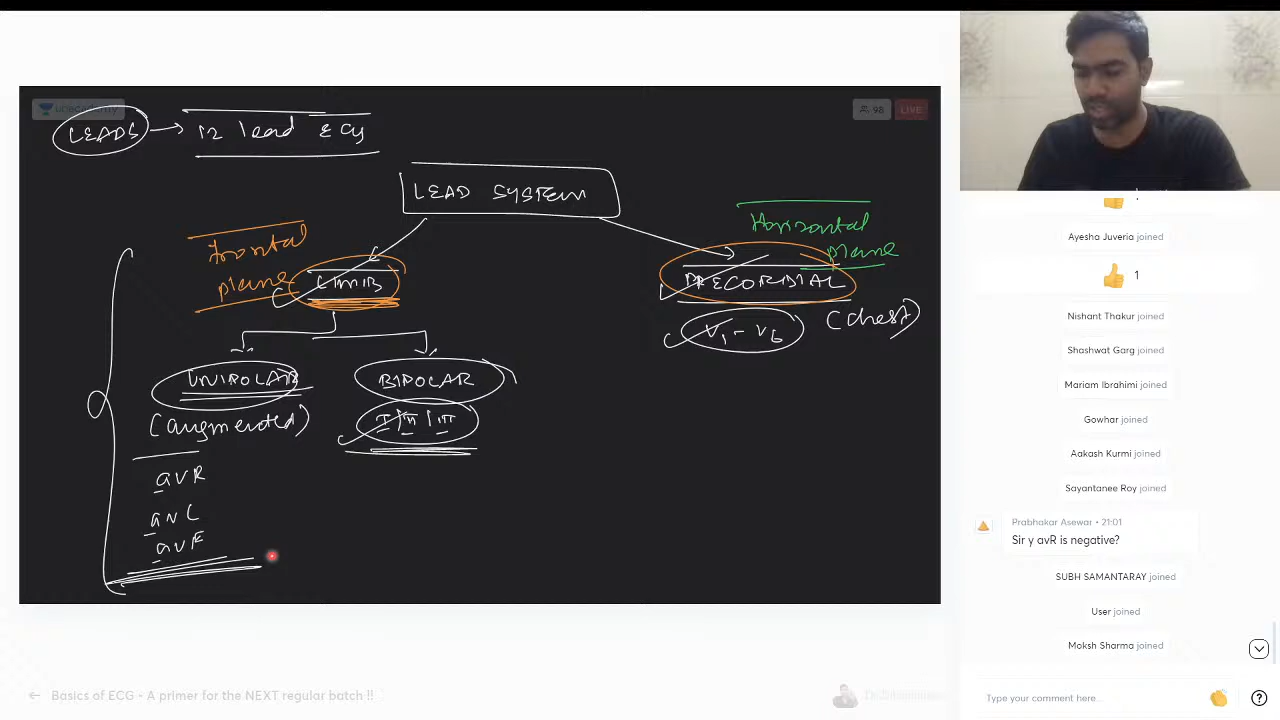 unacademy
98
LIVE
LEADS → 12 lead ECG
LEAD SYSTEM
frontal
plane
LIMB
Horizontal
plane
PRECORDIAL
V1 - V6
(chest)
UNIPOLAR
(augmented)
BIPOLAR
I | II | III
aVR
aVL
aVF
Ayesha Juveria joined
1
Nishant Thakur joined
Shashwat Garg joined
Mariam Ibrahimi joined
Gowhar joined
Aakash Kurmi joined
Sayantanee Roy joined
Prabhakar Asewar • 21:01
Sir y avR is negative?
SUBH SAMANTARAY joined
User joined
Moksh Sharma joined
← Basics of ECG • A primer for the NEXT regular batch !!
Type your comment here...